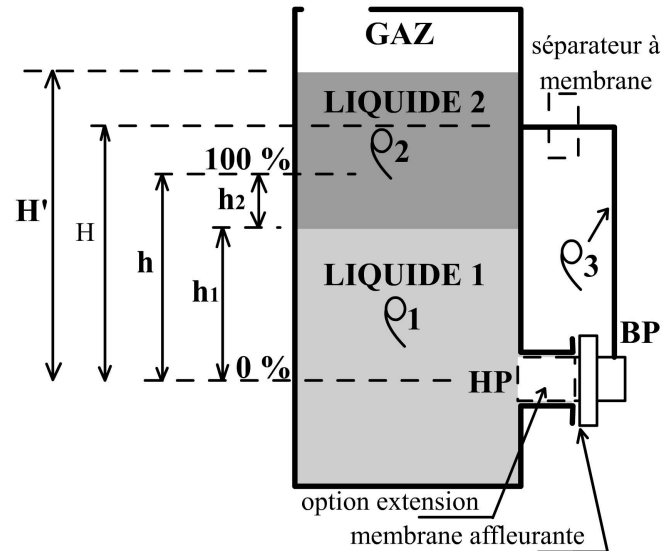 GAZ
séparateur à
membrane
LIQUIDE 2
ρ2
100 %
h2
H'
H
h
h1
LIQUIDE 1
ρ1
ρ3
0 %
HP
BP
option extension
membrane affleurante